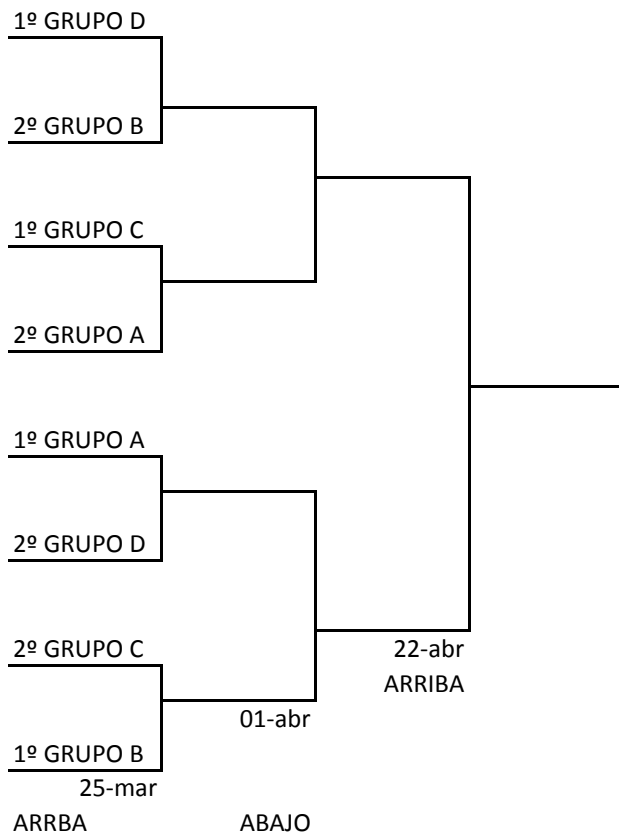 1º GRUPO D
2º GRUPO B
1º GRUPO C
2º GRUPO A
1º GRUPO A
2º GRUPO D
2º GRUPO C
22-abr
ARRIBA
01-abr
1º GRUPO B
25-mar
ARRBA ABAJO